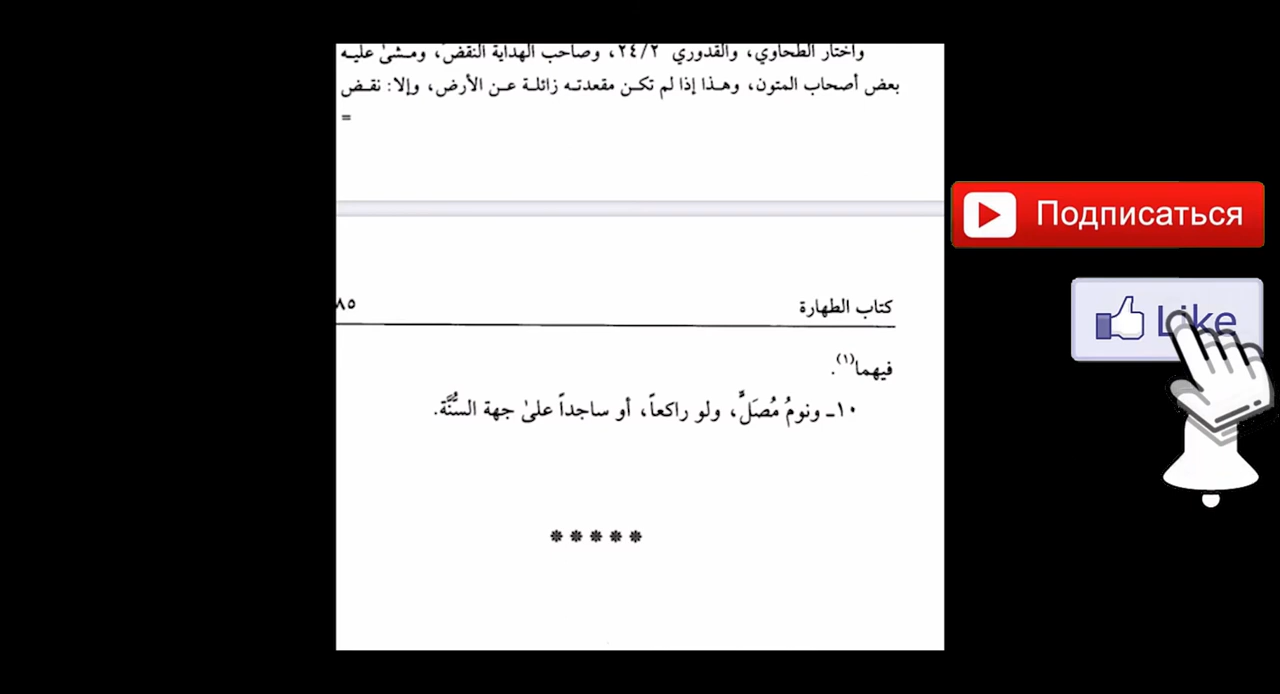 واختار الطحاوي، والقدوري ٢٤/٢، وصاحب الهداية النقض، ومشىٰ عليه
بعض أصحاب المتون، وهذا إذا لم تكن مقعدته زائلة عن الأرض، وإلا: نقض
=
كتاب الطهارة ٨٥
فيهما(١).
١٠ـ ونومُ مُصَلٍّ، ولو راكعاً، أو ساجداً علىٰ جهة السُّنَّة.
*****
Подписаться
Like